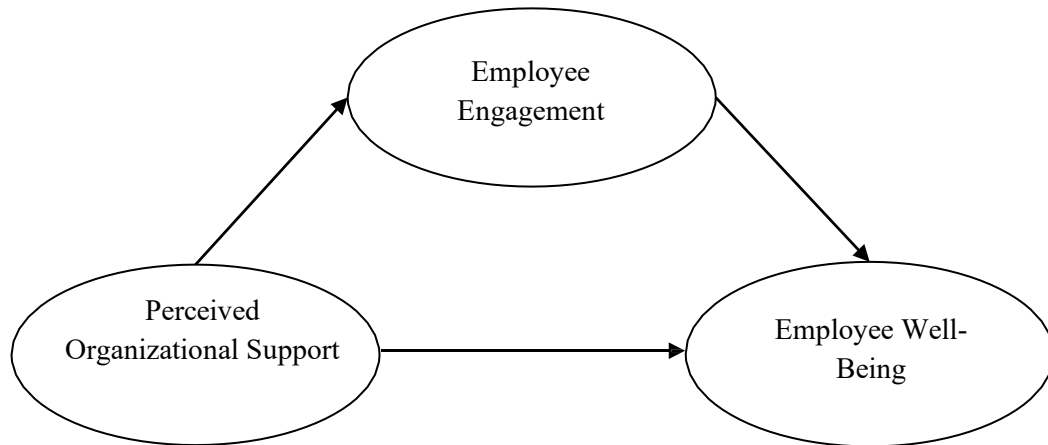 Employee
Engagement
Perceived
Organizational Support
Employee Well-
Being